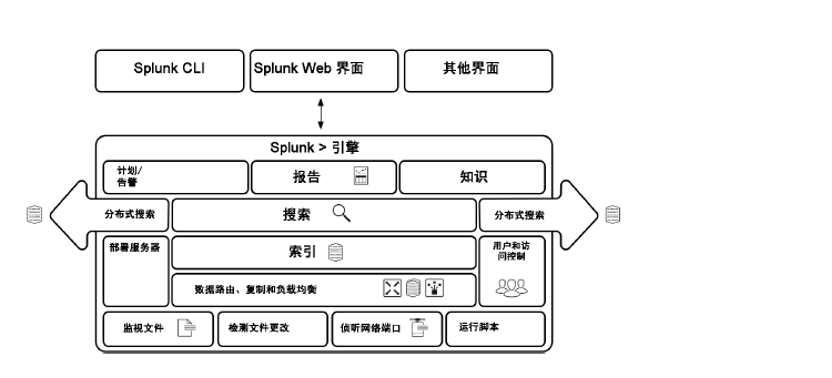 Splunk CLI
Splunk Web 界面
其他界面
Splunk > 引擎
计划/
告警
报告
知识
分布式搜索
搜索
分布式搜索
部署服务器
索引
用户和访
问控制
数据路由、复制和负载均衡
监视文件
检测文件更改
侦听网络端口
运行脚本